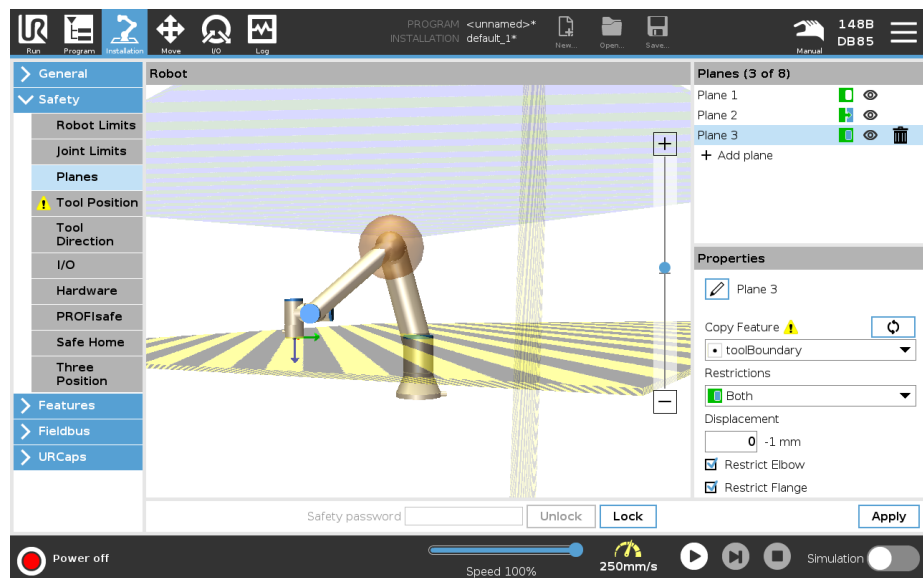 PROGRAM <unnamed>*
INSTALLATION default_1*
148B
DB85
Run
Program
Installation
Move
I/O
Log
New...
Open...
Save...
Manual
General
Safety
Robot Limits
Joint Limits
Planes
Tool Position
Tool
Direction
I/O
Hardware
PROFIsafe
Safe Home
Three
Position
Features
Fieldbus
URCaps
Robot
Planes (3 of 8)
Plane 1
Plane 2
Plane 3
+ Add plane
Properties
Plane 3
Copy Feature
toolBoundary
Restrictions
Both
Displacement
0 -1 mm
Restrict Elbow
Restrict Flange
Safety password
Unlock
Lock
Apply
Power off
Speed 100%
250mm/s
Simulation